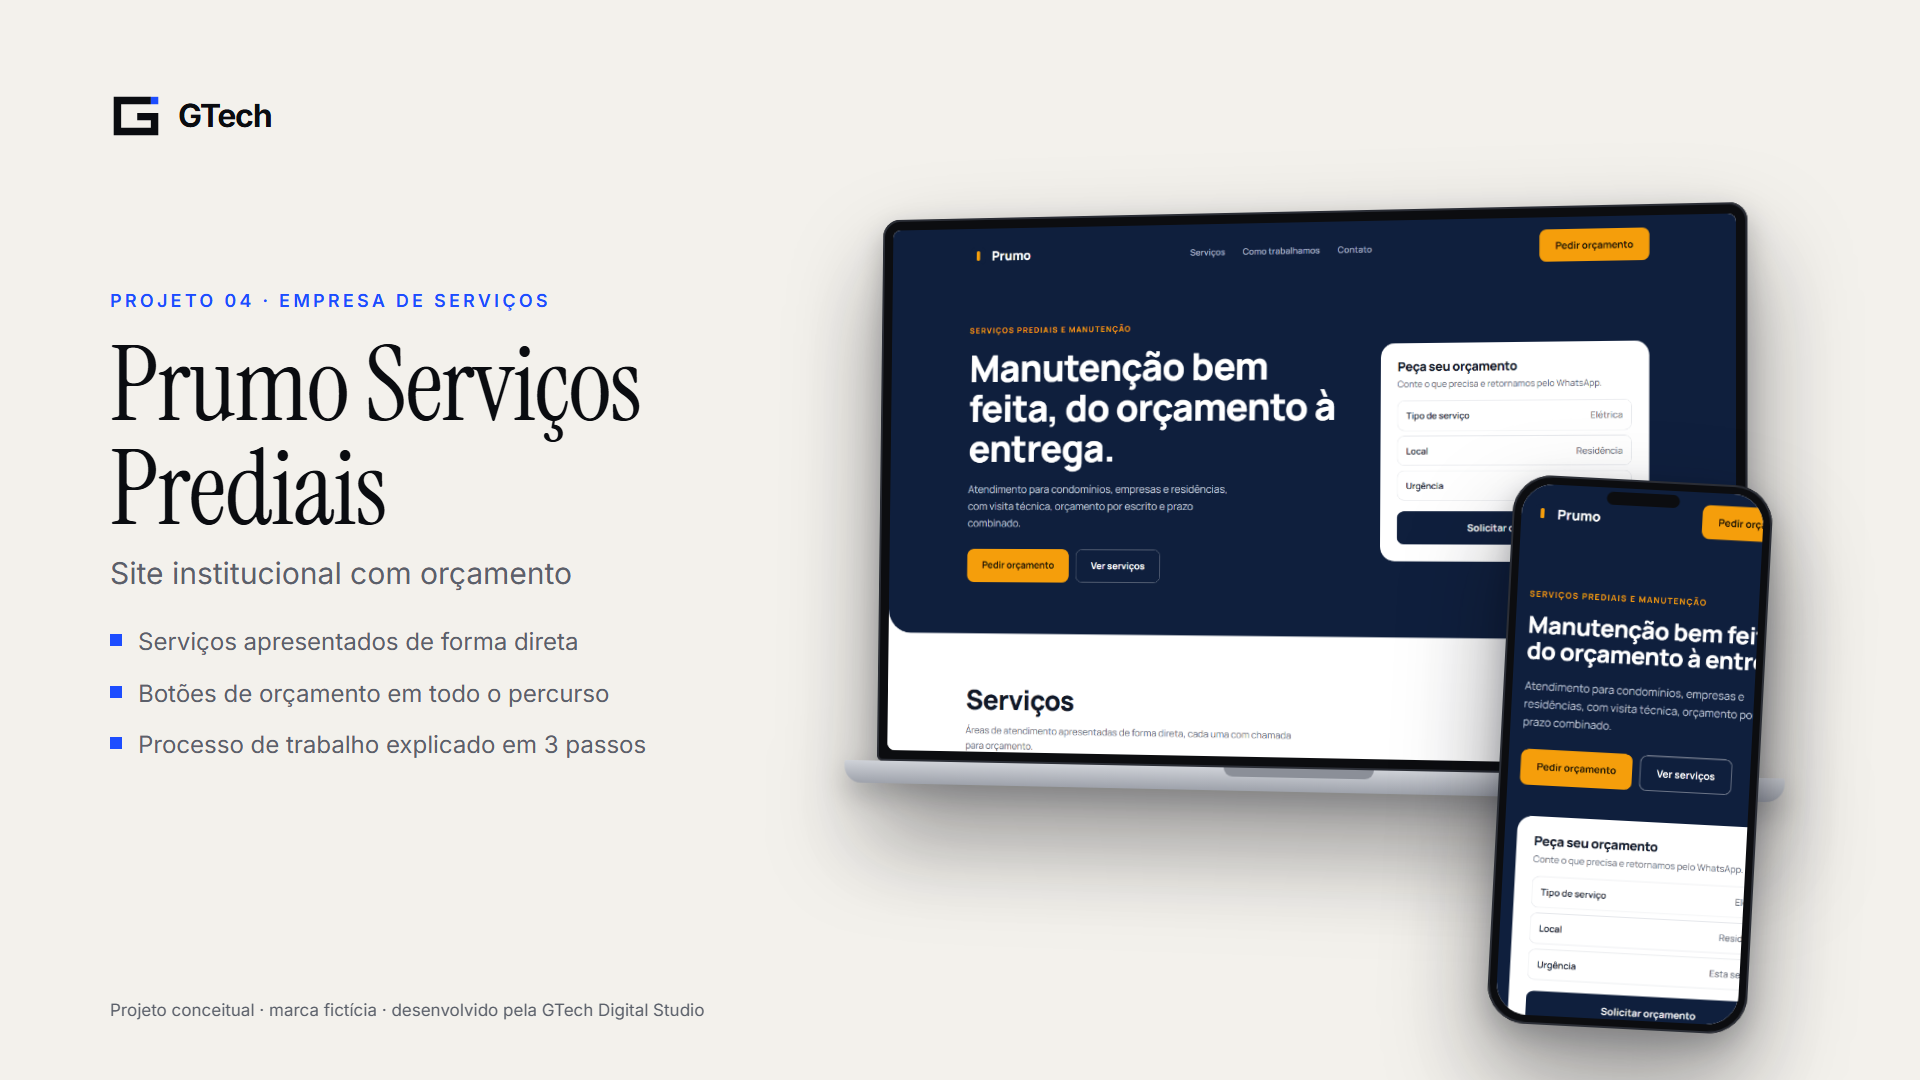 GTech
PROJETO 04 · EMPRESA DE SERVIÇOS
Prumo Serviços
Prediais
Site institucional com orçamento
Serviços apresentados de forma direta
Botões de orçamento em todo o percurso
Processo de trabalho explicado em 3 passos
Projeto conceitual · marca fictícia · desenvolvido pela GTech Digital Studio
Prumo
Serviços
Como trabalhamos
Contato
Pedir orçamento
SERVIÇOS PREDIAIS E MANUTENÇÃO
Manutenção bem
feita, do orçamento à
entrega.
Atendimento para condomínios, empresas e residências,
com visita técnica, orçamento por escrito e prazo
combinado.
Pedir orçamento
Ver serviços
Peça seu orçamento
Conte o que precisa e retornamos pelo WhatsApp.
Tipo de serviço
Elétrica
Local
Residência
Urgência
Solicitar
Serviços
Áreas de atendimento apresentadas de forma direta, cada uma com chamada
para orçamento.
Prumo
Pedir
SERVIÇOS PREDIAIS E MANUTENÇÃO
Manutenção bem
do orçamento à
Atendimento para condomínios, empresas e
residências, com visita técnica, orçamento
prazo combinado.
Pedir orçamento
Ver serviços
Peça seu orçamento
Conte o que precisa e retornamos pelo WhatsApp.
Tipo de serviço
Local
Urgência
Esta
Solicitar orçamento